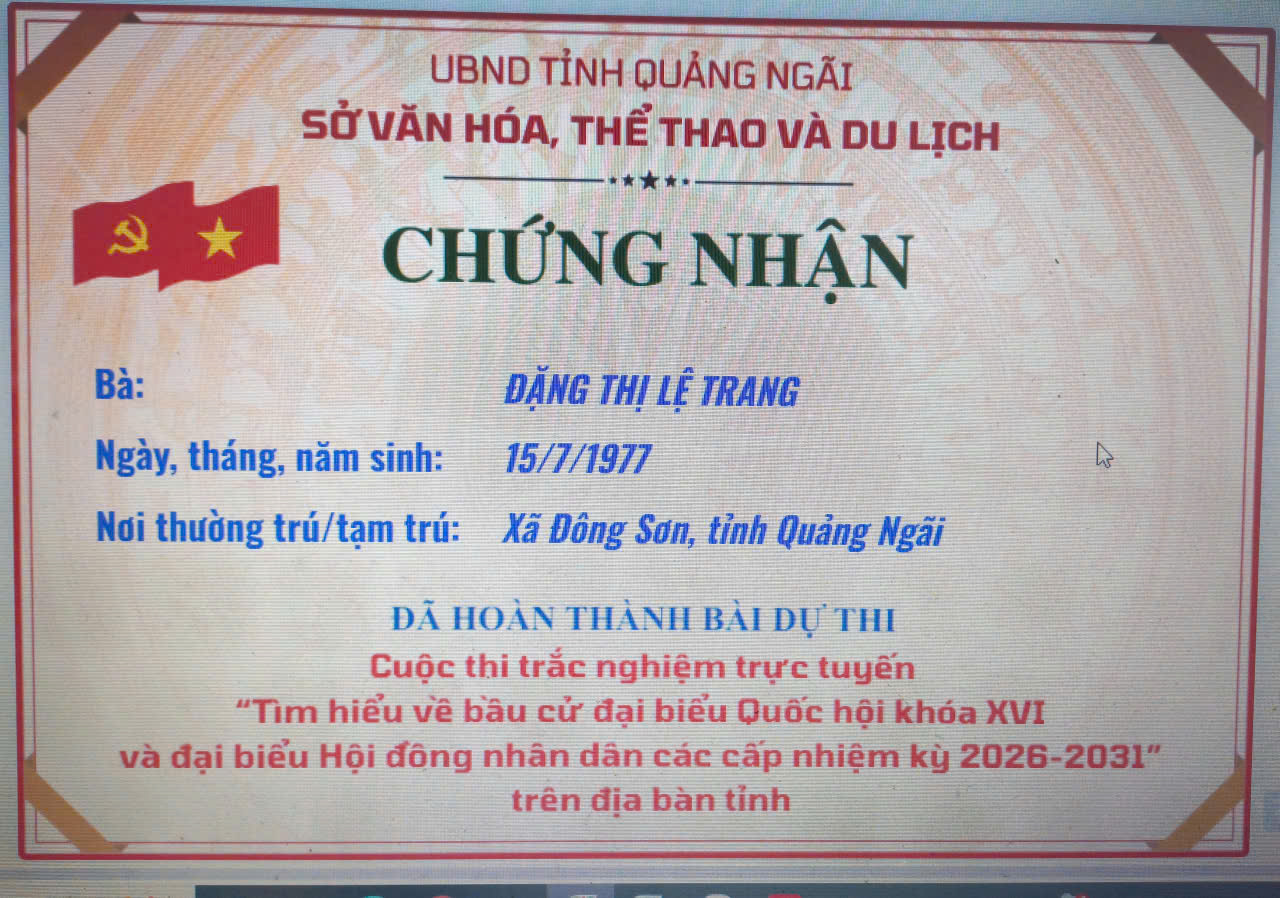 UBND TỈNH QUẢNG NGÃI
SỞ VĂN HÓA, THỂ THAO VÀ DU LỊCH
CHỨNG NHẬN
Bà: ĐẶNG THỊ LỆ TRANG
Ngày, tháng, năm sinh: 15/7/1977
Nơi thường trú/tạm trú: Xã Đông Sơn, tỉnh Quảng Ngãi
ĐÃ HOÀN THÀNH BÀI DỰ THI
Cuộc thi trắc nghiệm trực tuyến
“Tìm hiểu về bầu cử đại biểu Quốc hội khóa XVI
và đại biểu Hội đồng nhân dân các cấp nhiệm kỳ 2026-2031”
trên địa bàn tỉnh